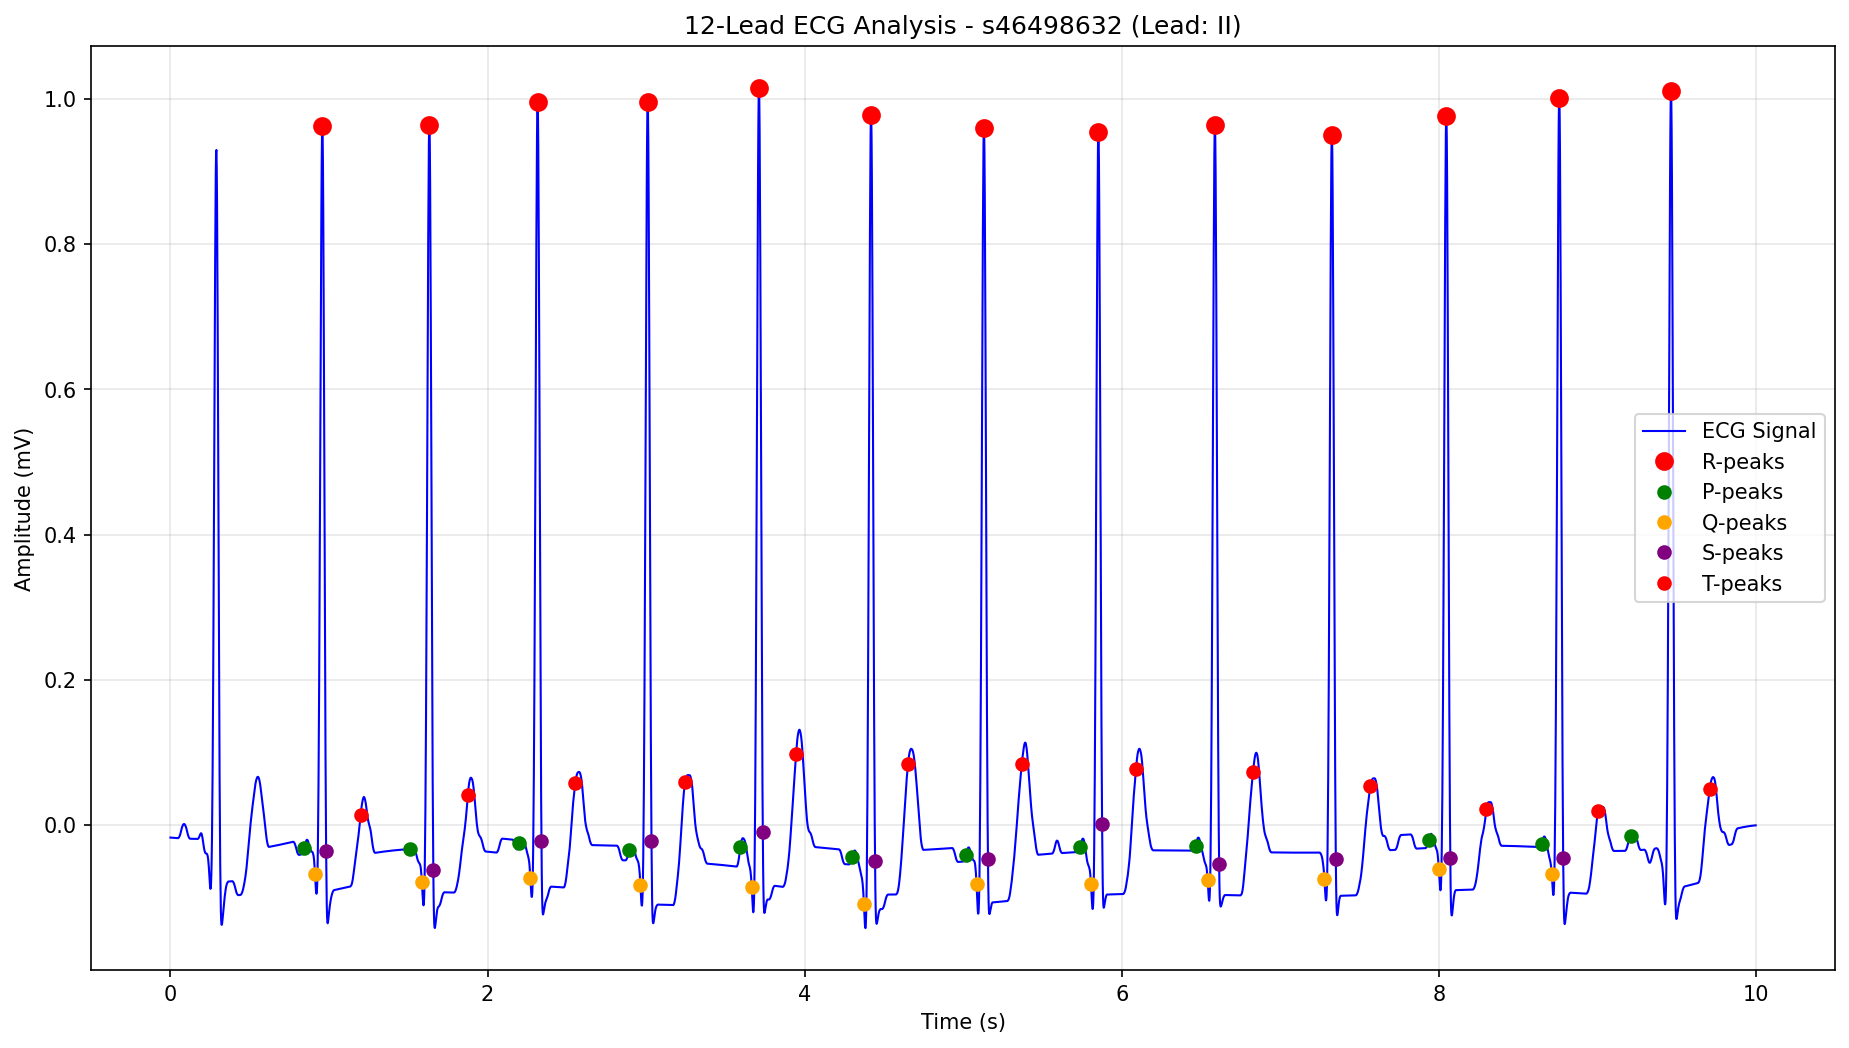 12-Lead ECG Analysis - s46498632 (Lead: II)
Amplitude (mV)
1.0
0.8
0.6
0.4
0.2
0.0
ECG Signal
R-peaks
P-peaks
Q-peaks
S-peaks
T-peaks
0 2 4 6 8 10
Time (s)